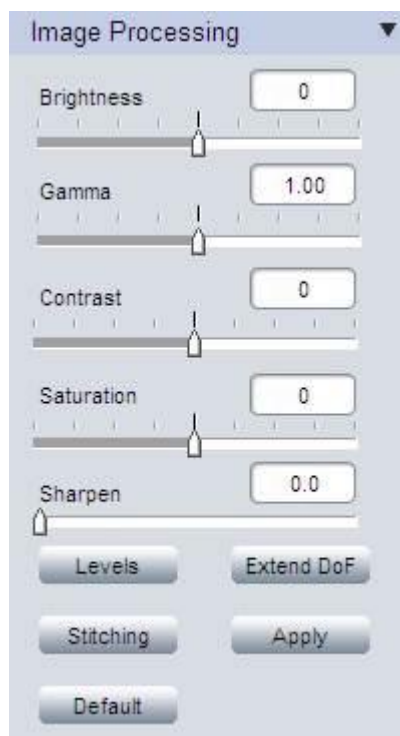 Image Processing
Brightness 0
Gamma 1.00
Contrast 0
Saturation 0
Sharpen 0.0
Levels Extend DoF
Stitching Apply
Default